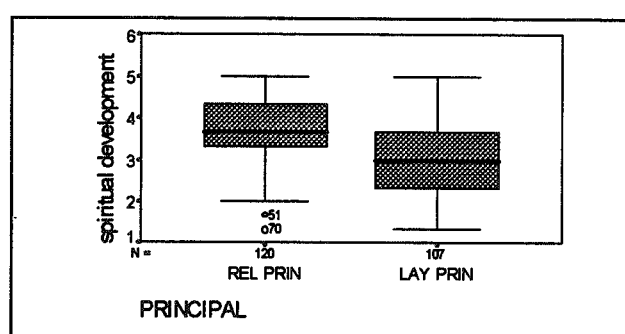 spiritual development
6
5
4
3
2
1
51
70
N = 120 107
REL PRIN LAY PRIN
PRINCIPAL